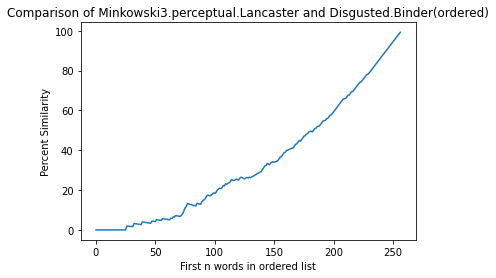 Comparison of Minkowski3.perceptual.Lancaster and Disgusted.Binder(ordered)
100
80
60
40
20
0
Percent Similarity
0 50 100 150 200 250
First n words in ordered list